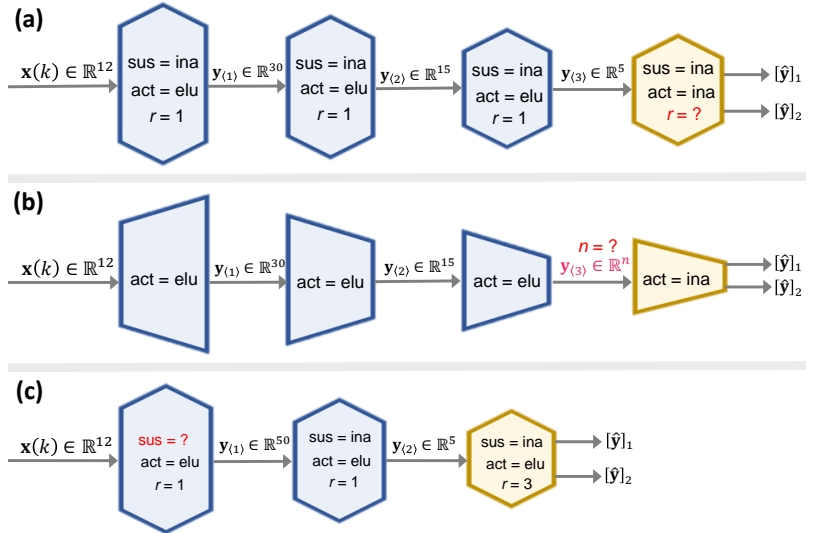 (a)
𝐱(k) ∈ ℝ¹²
sus = ina
act = elu
r = 1
𝐲⟨1⟩ ∈ ℝ³⁰
sus = ina
act = elu
r = 1
𝐲⟨2⟩ ∈ ℝ¹⁵
sus = ina
act = elu
r = 1
𝐲⟨3⟩ ∈ ℝ⁵
sus = ina
act = ina
r = ?
[ŷ]₁
[ŷ]₂
(b)
𝐱(k) ∈ ℝ¹²
act = elu
𝐲⟨1⟩ ∈ ℝ³⁰
act = elu
𝐲⟨2⟩ ∈ ℝ¹⁵
act = elu
n = ?
𝐲⟨3⟩ ∈ ℝⁿ
act = ina
[ŷ]₁
[ŷ]₂
(c)
𝐱(k) ∈ ℝ¹²
sus = ?
act = elu
r = 1
𝐲⟨1⟩ ∈ ℝ⁵⁰
sus = ina
act = elu
r = 1
𝐲⟨2⟩ ∈ ℝ⁵
sus = ina
act = elu
r = 3
[ŷ]₁
[ŷ]₂